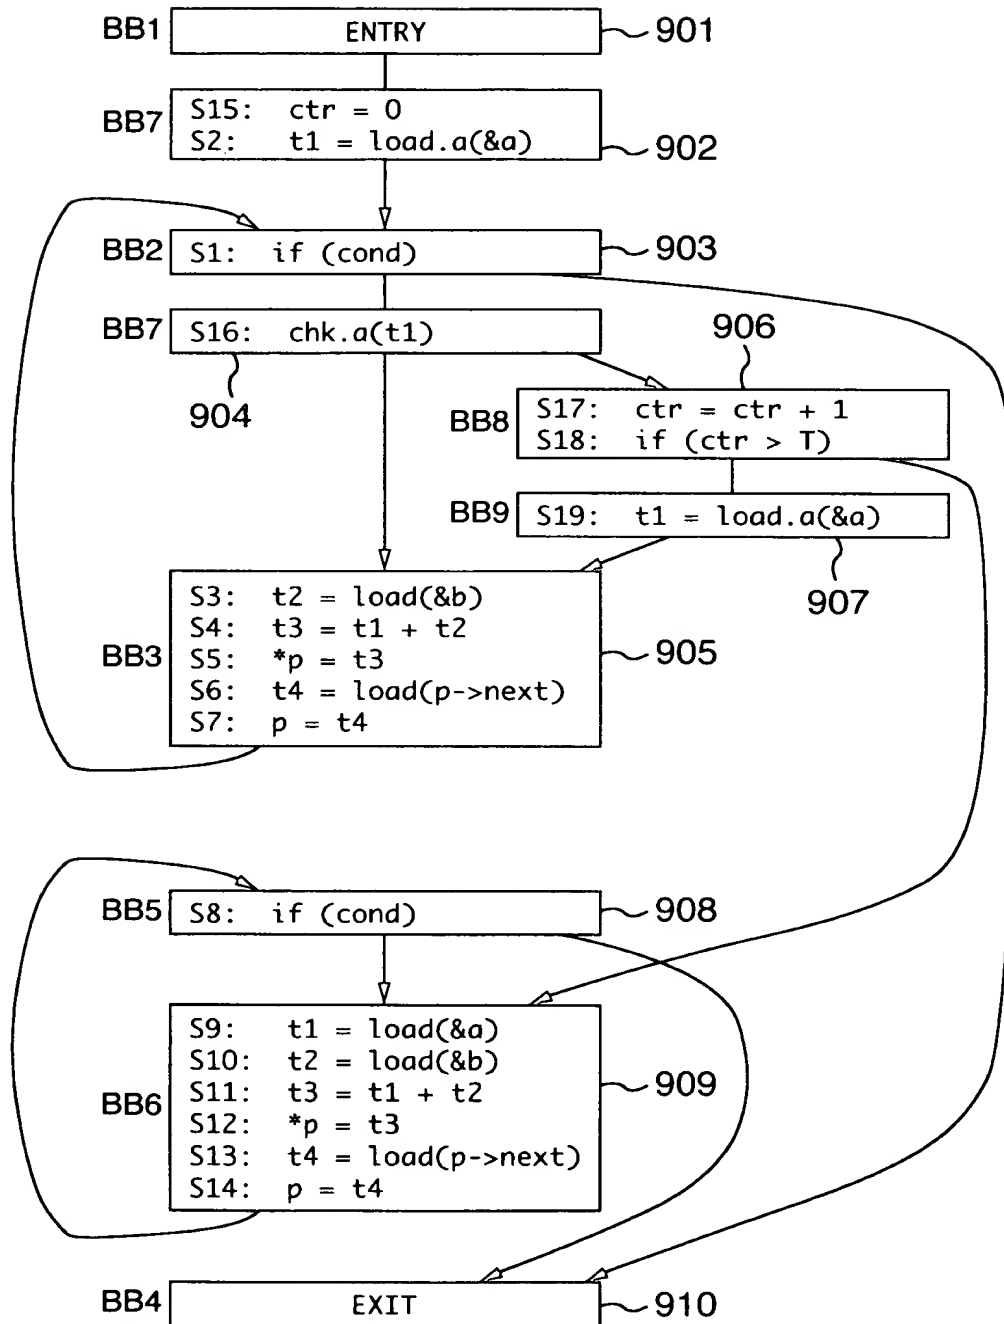 BB1 ENTRY 901
BB7 S15: ctr = 0
S2: t1 = load.a(&a) 902
BB2 S1: if (cond) 903
BB7 S16: chk.a(t1) 906
904
BB8 S17: ctr = ctr + 1
S18: if (ctr > T)
BB9 S19: t1 = load.a(&a)
907
BB3 S3: t2 = load(&b)
S4: t3 = t1 + t2
S5: *p = t3 905
S6: t4 = load(p->next)
S7: p = t4
BB5 S8: if (cond) 908
BB6 S9: t1 = load(&a)
S10: t2 = load(&b)
S11: t3 = t1 + t2 909
S12: *p = t3
S13: t4 = load(p->next)
S14: p = t4
BB4 EXIT 910